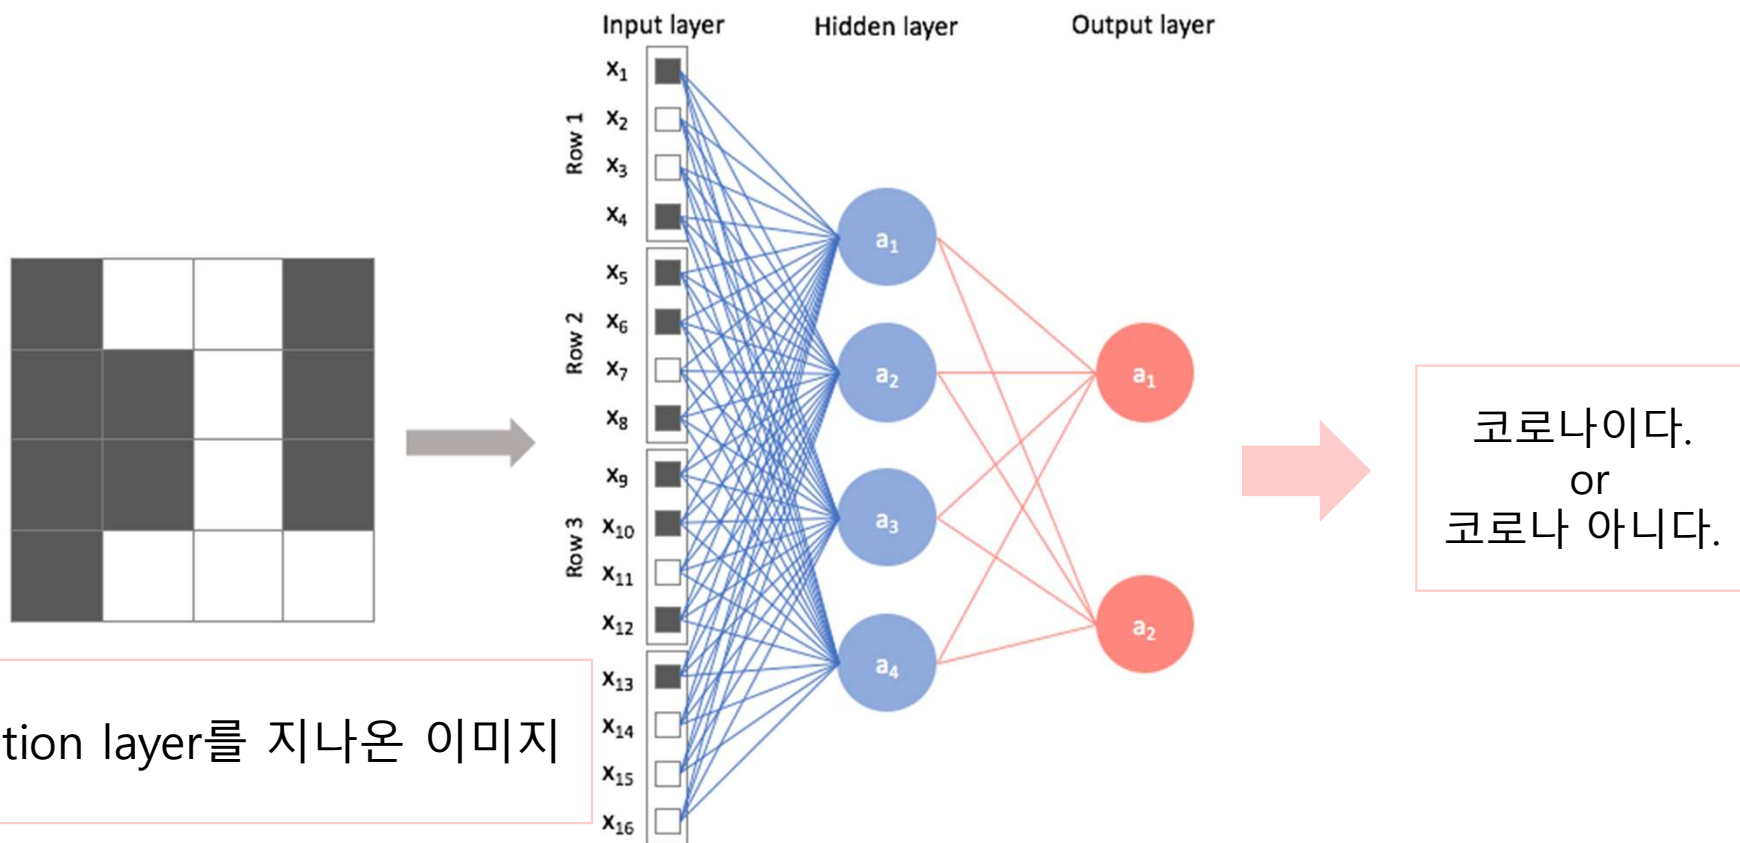 Input layer
Hidden layer
Output layer
Row 1
x1
x2
x3
x4
Row 2
x5
x6
x7
x8
Row 3
x9
x10
x11
x12
x13
x14
x15
x16
a1
a2
a3
a4
a1
a2
코로나이다.
or
코로나 아니다.
tion layer를 지나온 이미지